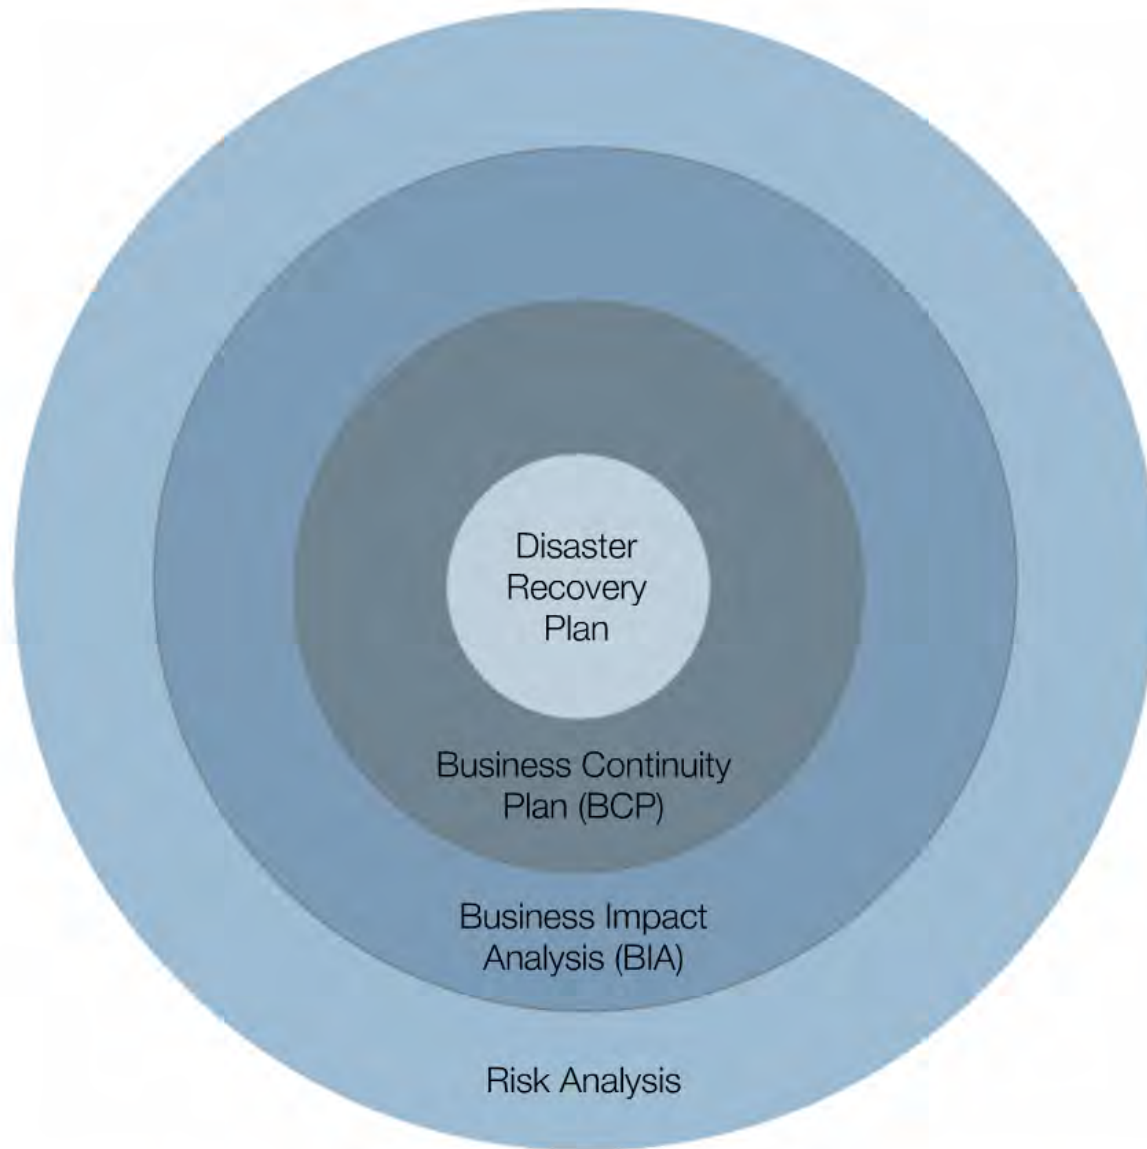 Disaster
Recovery
Plan
Business Continuity
Plan (BCP)
Business Impact
Analysis (BIA)
Risk Analysis